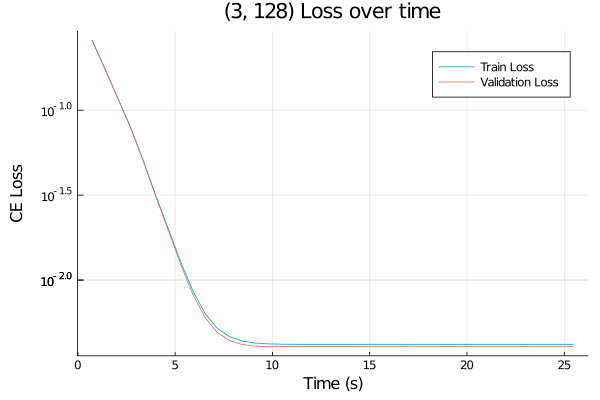 (3, 128) Loss over time
Train Loss
Validation Loss
10^-1.0
10^-1.5
10^-2.0
CE Loss
0 5 10 15 20 25
Time (s)